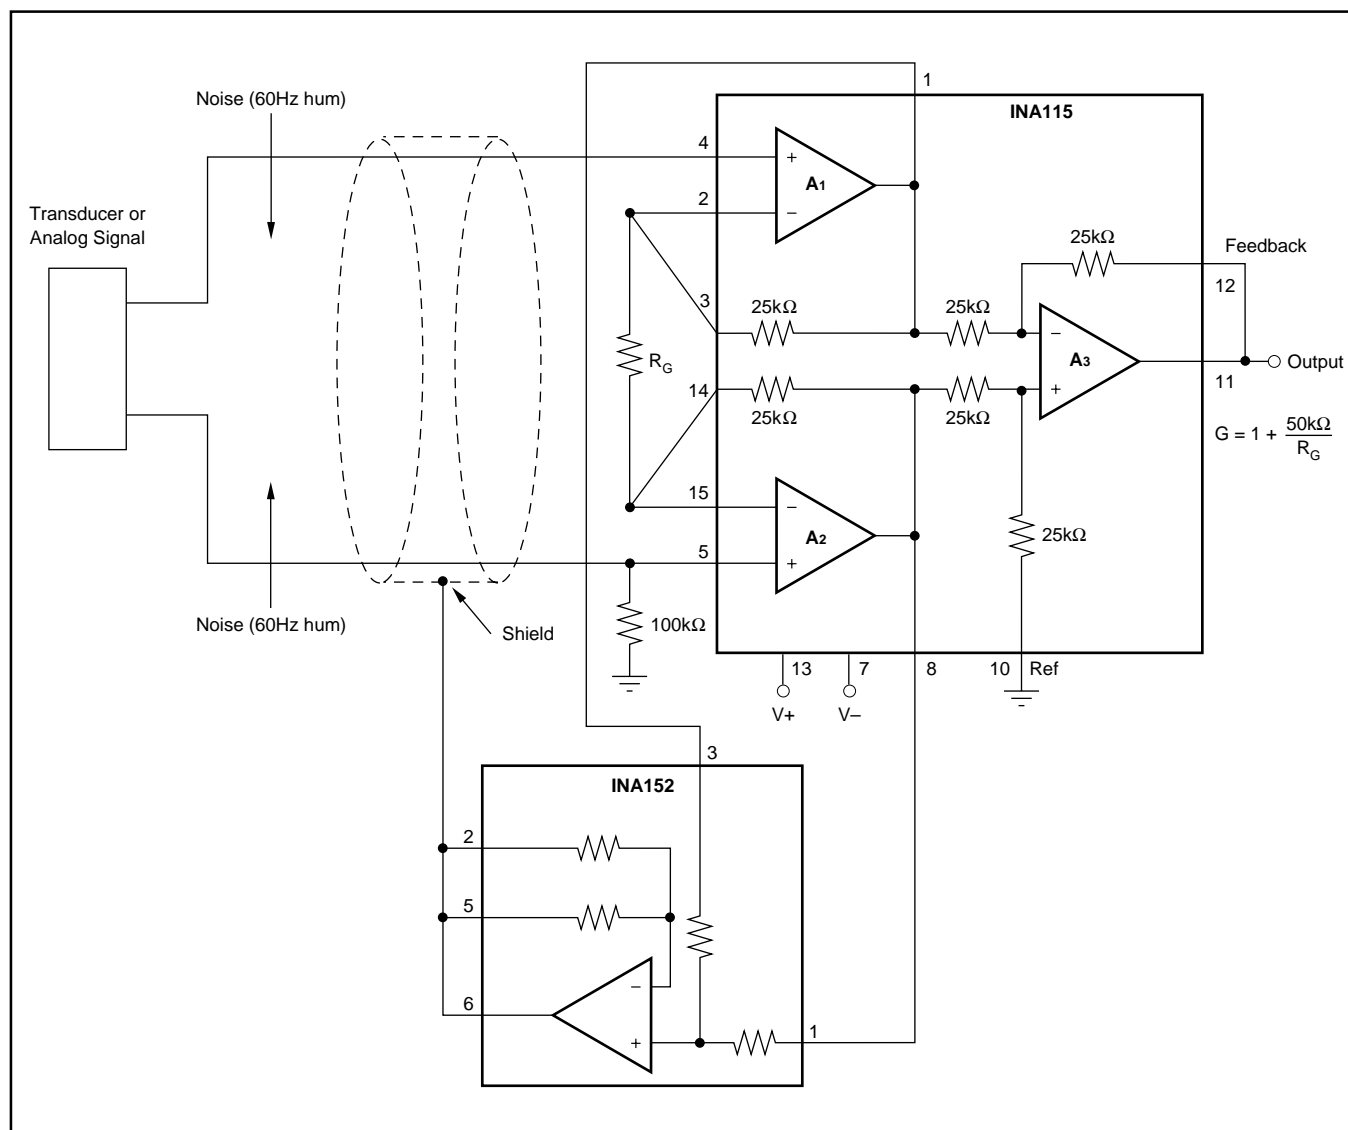 Noise (60Hz hum)
1
INA115
4
A1
+
−
2
Transducer or
Analog Signal
25kΩ
Feedback
12
3
25kΩ
25kΩ
−
A3
+
RG
Output
14
25kΩ
25kΩ
11
G = 1 + 50kΩ
RG
15
−
A2
+
5
25kΩ
Noise (60Hz hum)
Shield
100kΩ
13
7
8
10
Ref
V+
V−
3
INA152
2
5
−
6
+
1